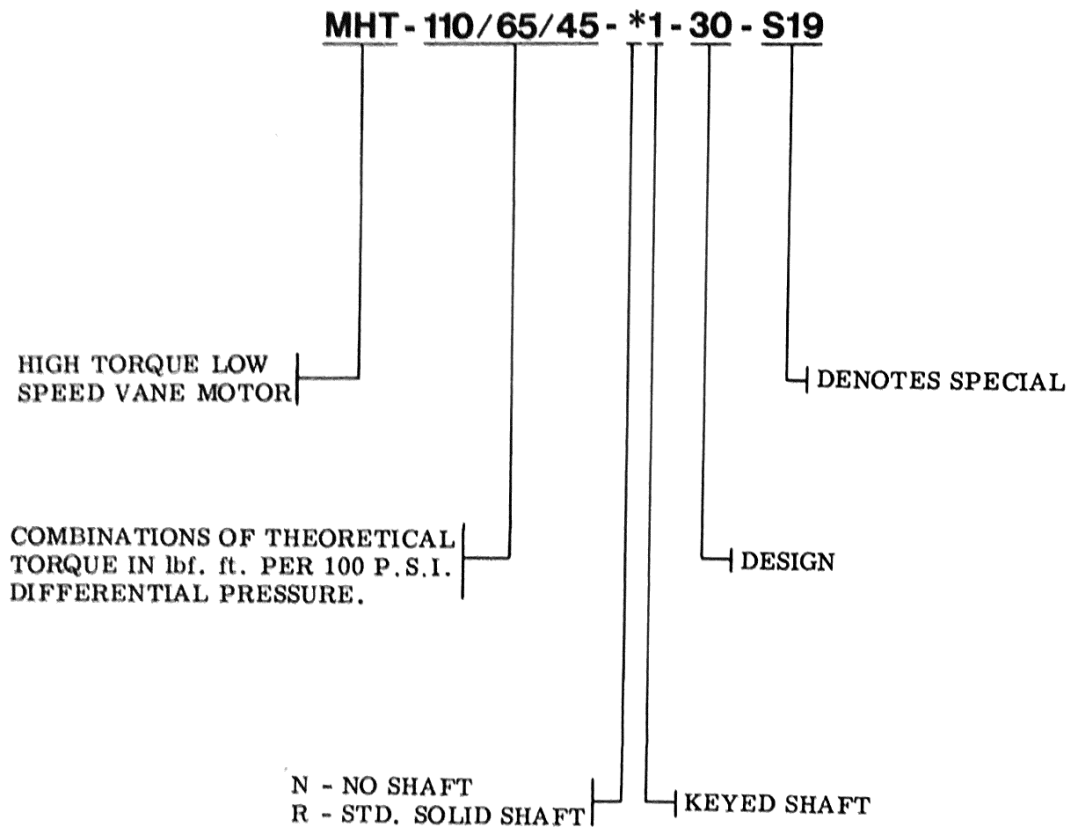 MHT - 110/65/45 - *1 - 30 - S19
HIGH TORQUE LOW
SPEED VANE MOTOR
DENOTES SPECIAL
COMBINATIONS OF THEORETICAL
TORQUE IN lbf. ft. PER 100 P.S.I.
DIFFERENTIAL PRESSURE.
DESIGN
N - NO SHAFT
R - STD. SOLID SHAFT
KEYED SHAFT